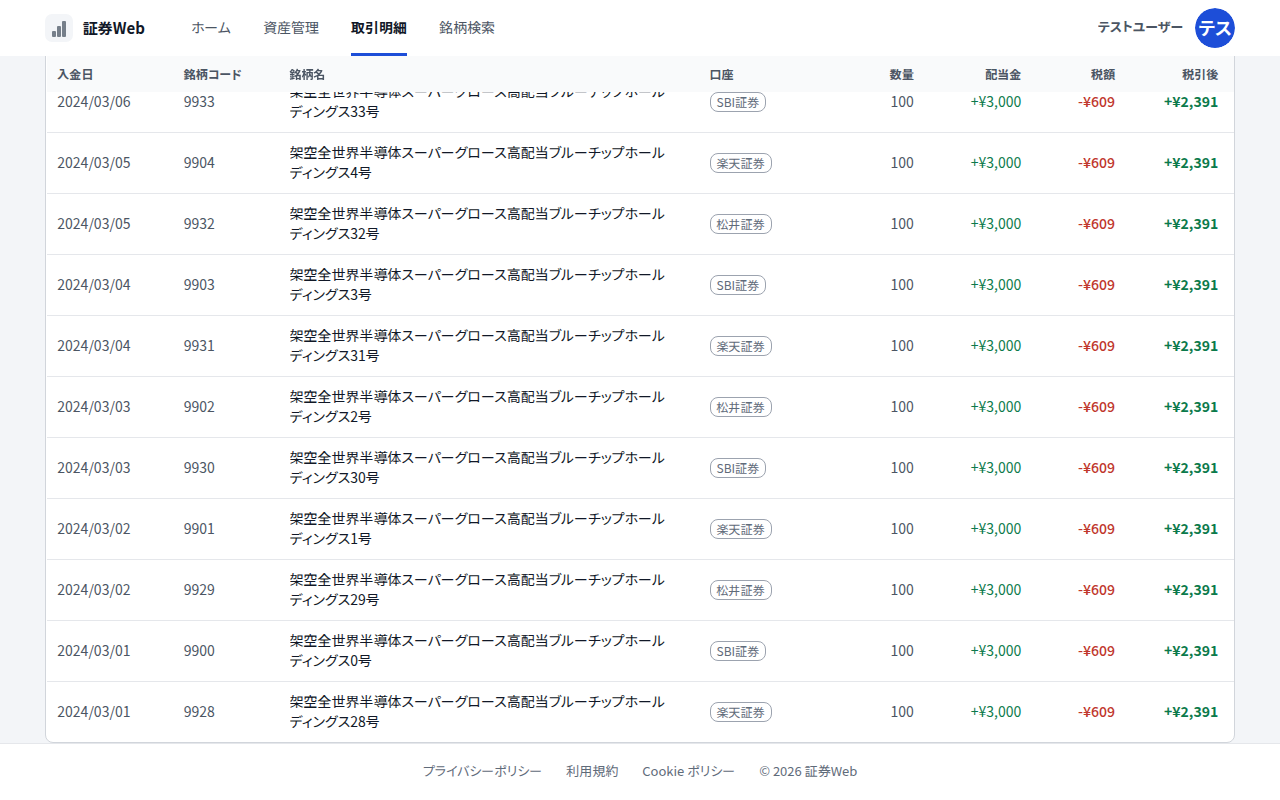 証券Web ホーム 資産管理 取引明細 銘柄検索 テストユーザー テス
入金日 銘柄コード 銘柄名 口座 数量 配当金 税額 税引後
架空全世界半導体スーパーグロース高配当ブルーチップホール
2024/03/06 9933 ディングス33号 SBI証券 100 +¥3,000 -¥609 +¥2,391
架空全世界半導体スーパーグロース高配当ブルーチップホール
2024/03/05 9904 ディングス4号 楽天証券 100 +¥3,000 -¥609 +¥2,391
架空全世界半導体スーパーグロース高配当ブルーチップホール
2024/03/05 9932 ディングス32号 松井証券 100 +¥3,000 -¥609 +¥2,391
架空全世界半導体スーパーグロース高配当ブルーチップホール
2024/03/04 9903 ディングス3号 SBI証券 100 +¥3,000 -¥609 +¥2,391
架空全世界半導体スーパーグロース高配当ブルーチップホール
2024/03/04 9931 ディングス31号 楽天証券 100 +¥3,000 -¥609 +¥2,391
架空全世界半導体スーパーグロース高配当ブルーチップホール
2024/03/03 9902 ディングス2号 松井証券 100 +¥3,000 -¥609 +¥2,391
架空全世界半導体スーパーグロース高配当ブルーチップホール
2024/03/03 9930 ディングス30号 SBI証券 100 +¥3,000 -¥609 +¥2,391
架空全世界半導体スーパーグロース高配当ブルーチップホール
2024/03/02 9901 ディングス1号 楽天証券 100 +¥3,000 -¥609 +¥2,391
架空全世界半導体スーパーグロース高配当ブルーチップホール
2024/03/02 9929 ディングス29号 松井証券 100 +¥3,000 -¥609 +¥2,391
架空全世界半導体スーパーグロース高配当ブルーチップホール
2024/03/01 9900 ディングス0号 SBI証券 100 +¥3,000 -¥609 +¥2,391
架空全世界半導体スーパーグロース高配当ブルーチップホール
2024/03/01 9928 ディングス28号 楽天証券 100 +¥3,000 -¥609 +¥2,391
プライバシーポリシー 利用規約 Cookie ポリシー © 2026 証券Web